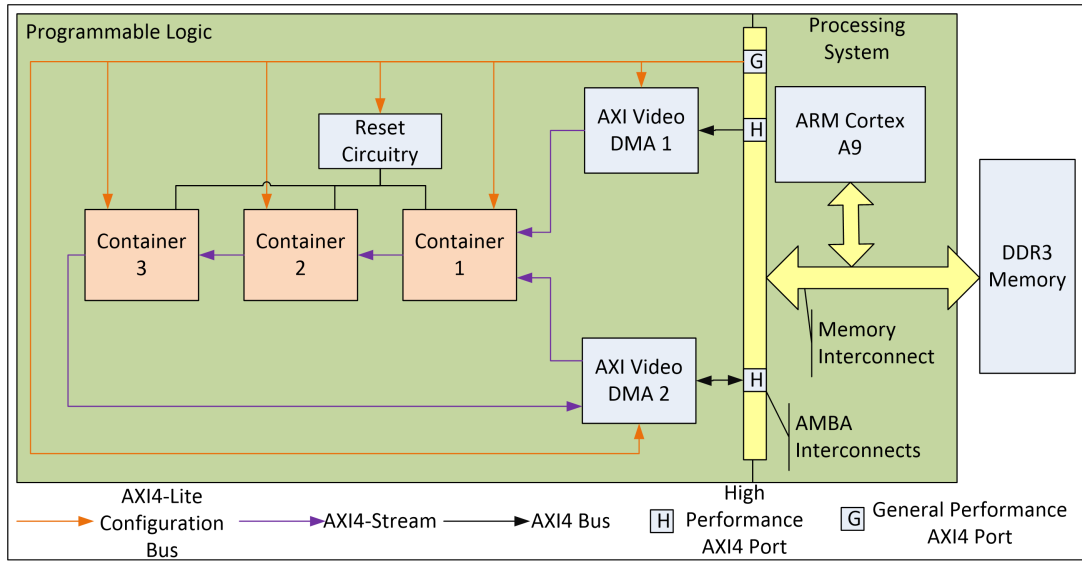 Programmable Logic
Processing
System
G
AXI Video
DMA 1
H
ARM Cortex
A9
Reset
Circuitry
Container
3
Container
2
Container
1
DDR3
Memory
Memory
Interconnect
AXI Video
DMA 2
H
AMBA
Interconnects
AXI4-Lite
Configuration
Bus
AXI4-Stream
AXI4 Bus
H
High
Performance
AXI4 Port
G
General Performance
AXI4 Port